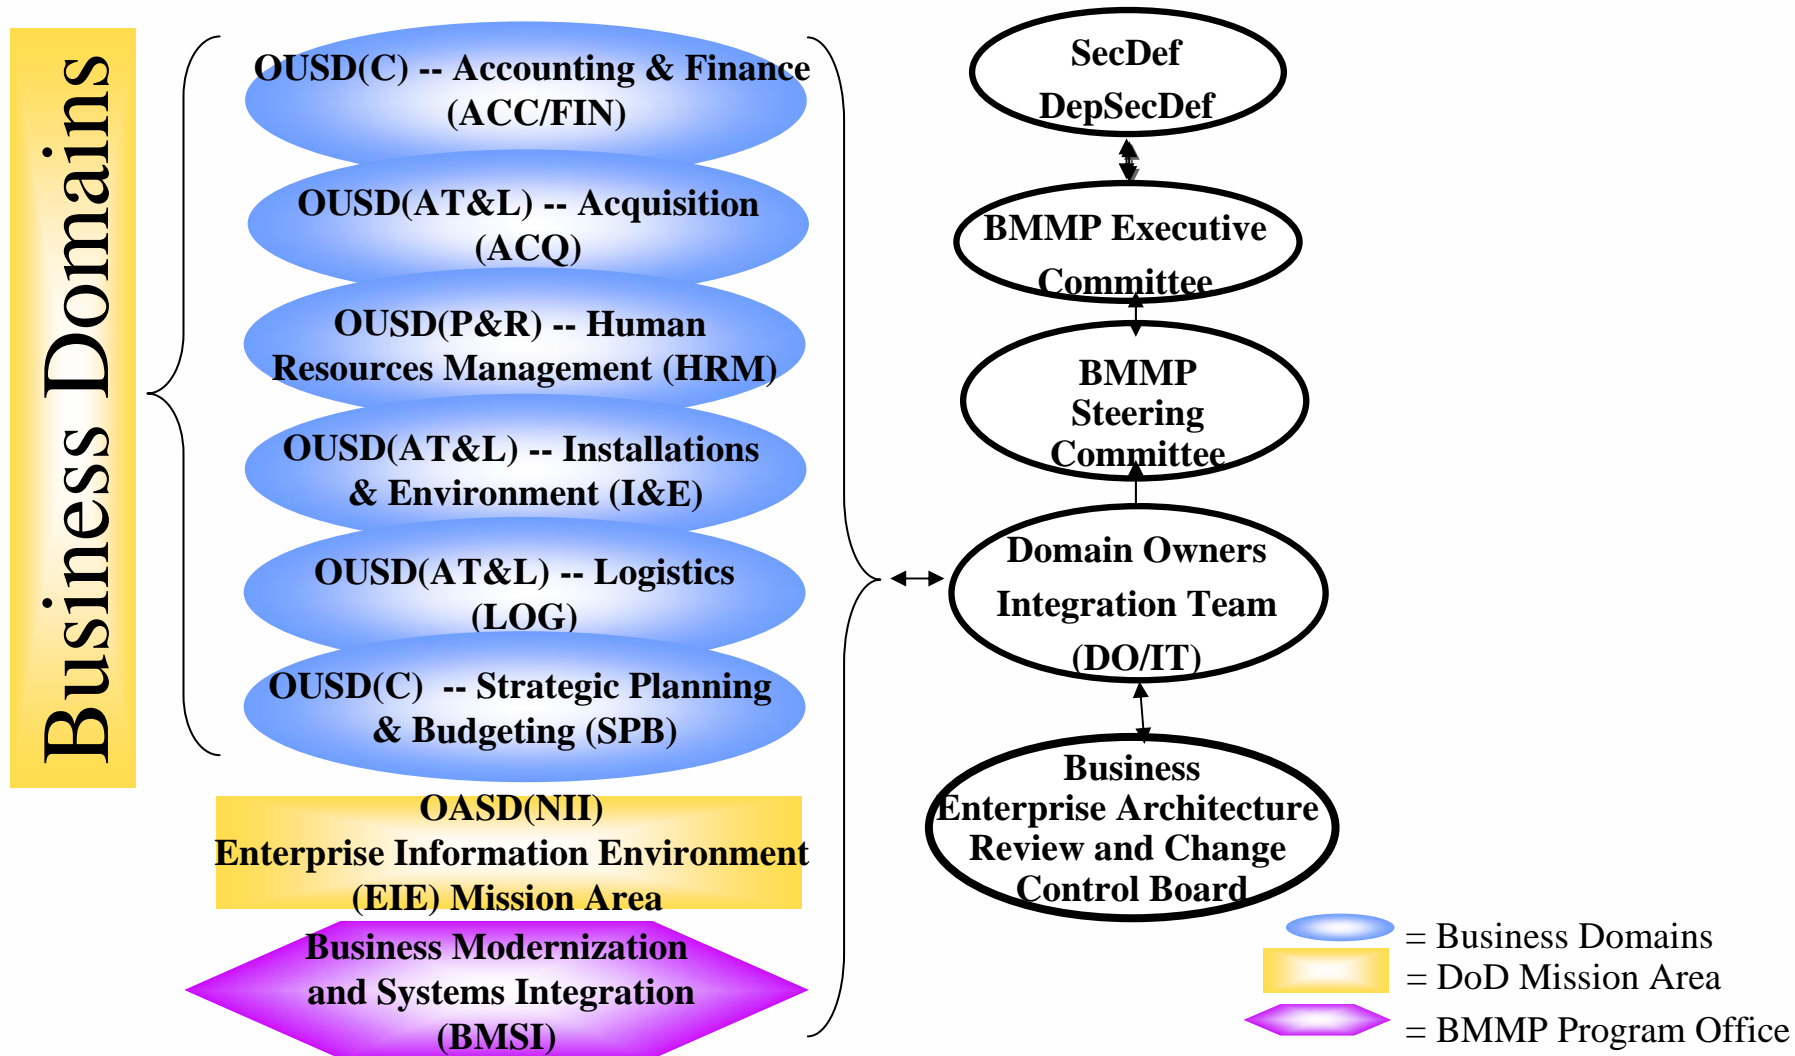 Business Domains
OUSD(C) -- Accounting & Finance
(ACC/FIN)
OUSD(AT&L) -- Acquisition
(ACQ)
OUSD(P&R) -- Human
Resources Management (HRM)
OUSD(AT&L) -- Installations
& Environment (I&E)
OUSD(AT&L) -- Logistics
(LOG)
OUSD(C) -- Strategic Planning
& Budgeting (SPB)
OASD(NII)
Enterprise Information Environment
(EIE) Mission Area
Business Modernization
and Systems Integration
(BMSI)
SecDef
DepSecDef
BMMP Executive
Committee
BMMP
Steering
Committee
Domain Owners
Integration Team
(DO/IT)
Business
Enterprise Architecture
Review and Change
Control Board
= Business Domains
= DoD Mission Area
= BMMP Program Office